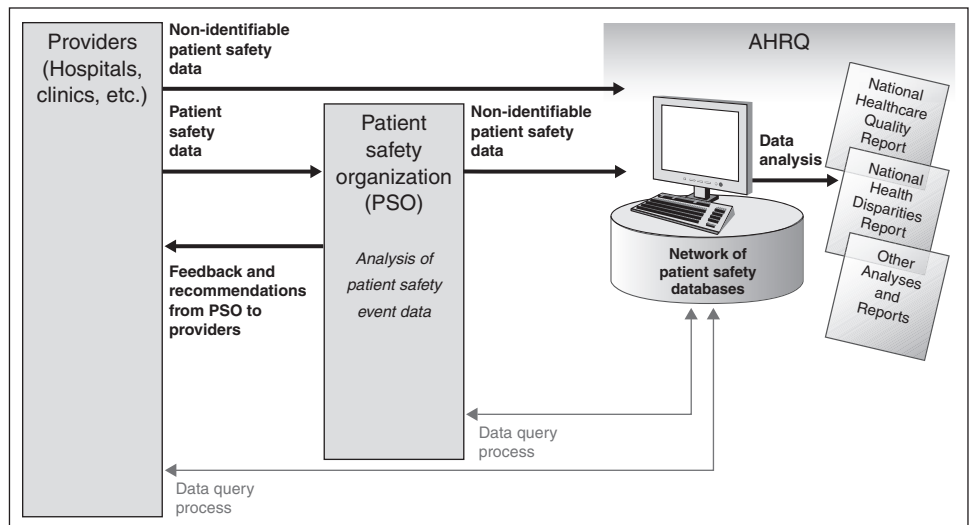 Providers
(Hospitals,
clinics, etc.)
Non-identifiable
patient safety
data
Patient
safety
data
Feedback and
recommendations
from PSO to
providers
Patient
safety
organization
(PSO)
Analysis of
patient safety
event data
Non-identifiable
patient safety
data
AHRQ
Network of
patient safety
databases
Data
analysis
National
Healthcare
Quality
Report
National
Health
Disparities
Report
Other
Analyses
and
Reports
Data query
process
Data query
process